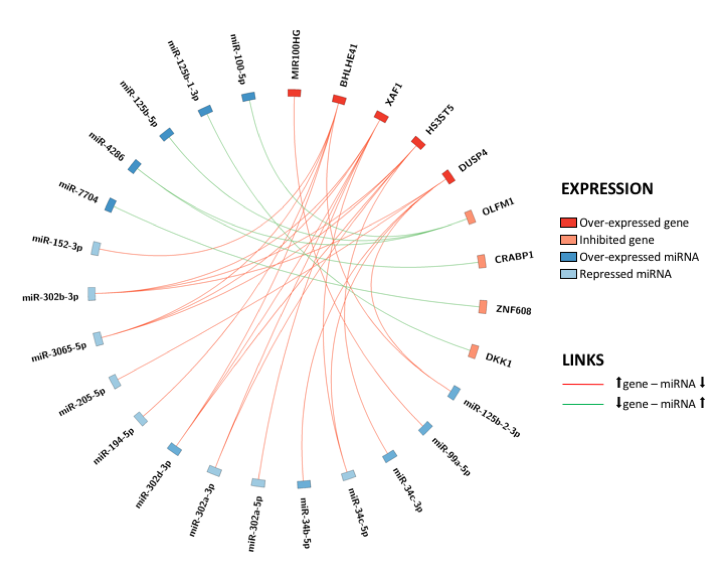 MIR100HG
BHLHE41
XAF1
HS3ST5
DUSP4
OLFM1
CRABP1
ZNF608
DKK1
miR-125b-2-3p
miR-99a-5p
miR-34c-3p
miR-34c-5p
miR-34b-5p
miR-302a-5p
miR-302a-3p
miR-302d-3p
miR-194-5p
miR-205-5p
miR-3065-5p
miR-302b-3p
miR-152-3p
miR-7704
miR-4286
miR-125b-5p
miR-125b-1-3p
miR-100-5p
EXPRESSION
Over-expressed gene
Inhibited gene
Over-expressed miRNA
Repressed miRNA
LINKS
⬆gene – miRNA ⬇
⬇gene – miRNA ⬆